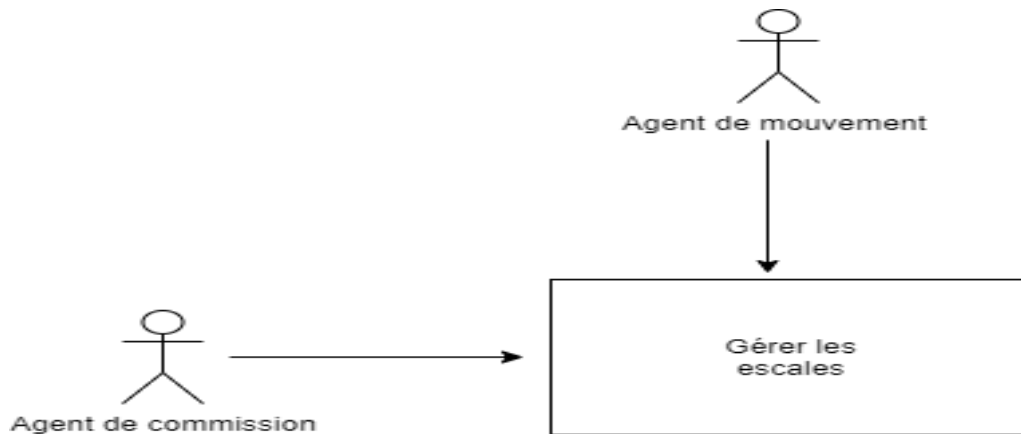 Agent de mouvement
Gérer les
escales
Agent de commission